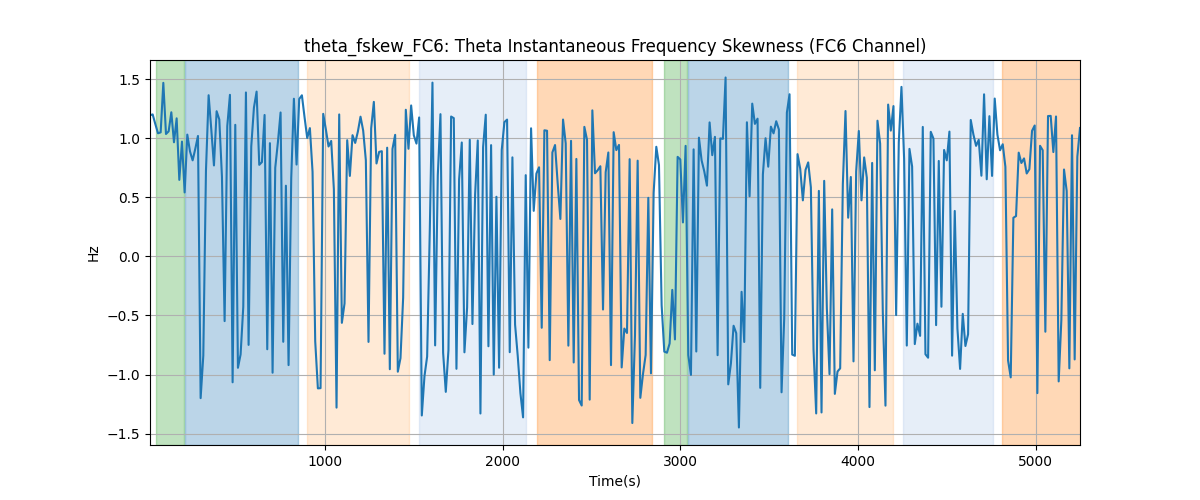 theta_fskew_FC6: Theta Instantaneous Frequency Skewness (FC6 Channel)
1.5
1.0
0.5
0.0
−0.5
−1.0
−1.5
Hz
1000 2000 3000 4000 5000
Time(s)